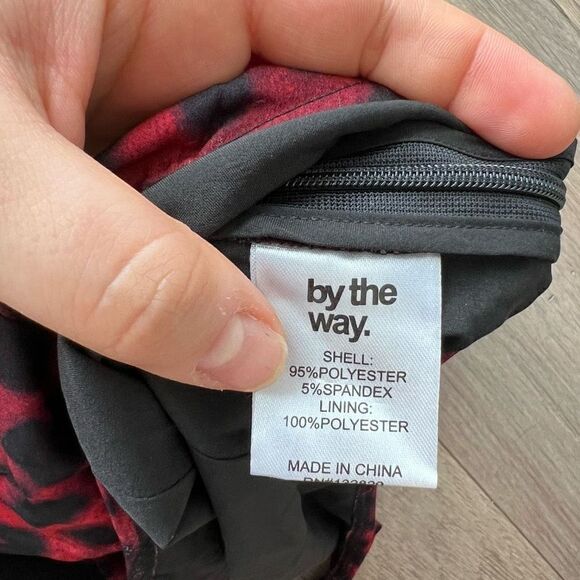 by the
way.
SHELL:
95%POLYESTER
5%SPANDEX
LINING:
100%POLYESTER
MADE IN CHINA